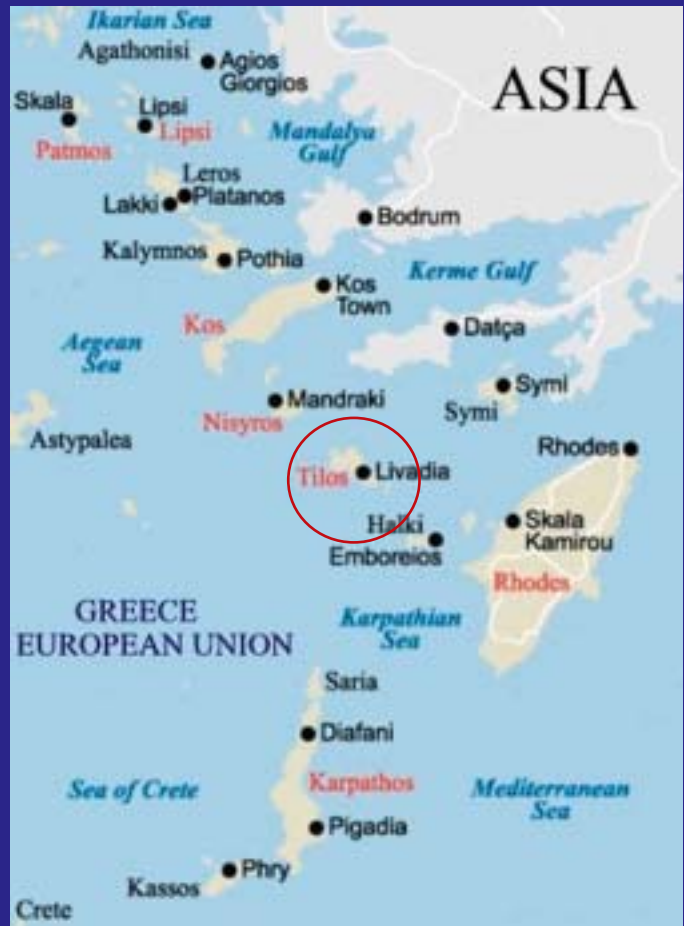 Ikarian Sea
Agathonisi
Agios
Giorgios
ASIA
Skala
Lipsi
Lipsi
Patmos
Mandalya
Gulf
Leros
Platanos
Lakki
Bodrum
Kalymnos
Pothia
Kerme Gulf
Kos
Town
Kos
Datça
Aegean
Sea
Symi
Mandraki
Symi
Nisyros
Astypalea
Rhodes
Tilos
Livadia
Halki
Emboreios
Skala
Kamirou
Rhodes
GREECE
EUROPEAN UNION
Karpathian
Sea
Saria
Diafani
Sea of Crete
Karpathos
Mediterranean
Sea
Pigadia
Phry
Kassos
Crete